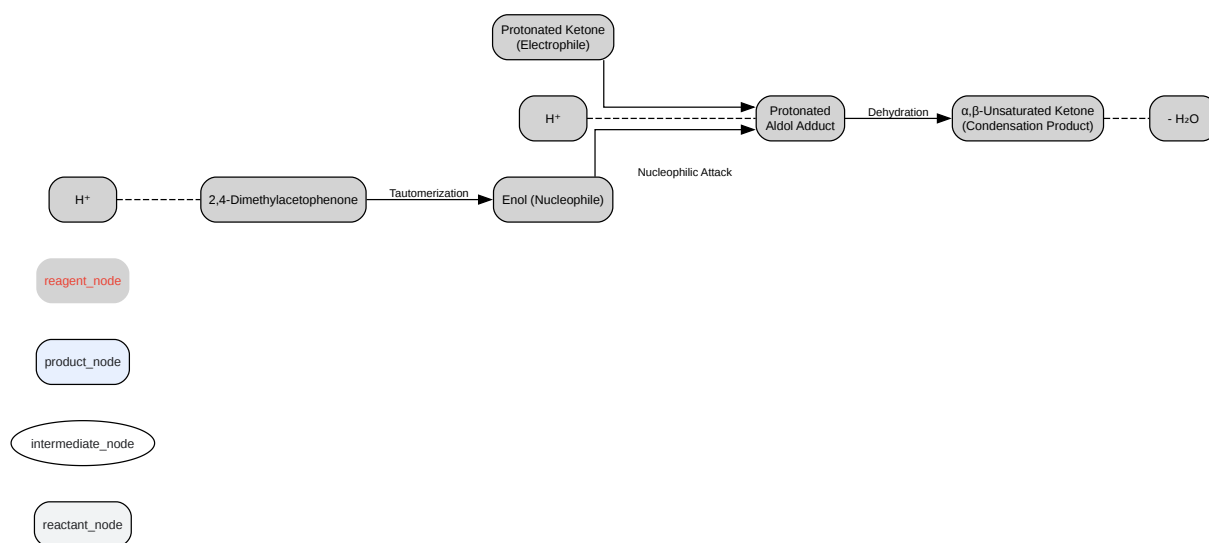 Protonated Ketone
(Electrophile)
H⁺
Protonated
Aldol Adduct
Dehydration
α,β-Unsaturated Ketone
(Condensation Product)
- H₂O
Nucleophilic Attack
H⁺
2,4-Dimethylacetophenone
Tautomerization
Enol (Nucleophile)
reagent_node
product_node
intermediate_node
reactant_node